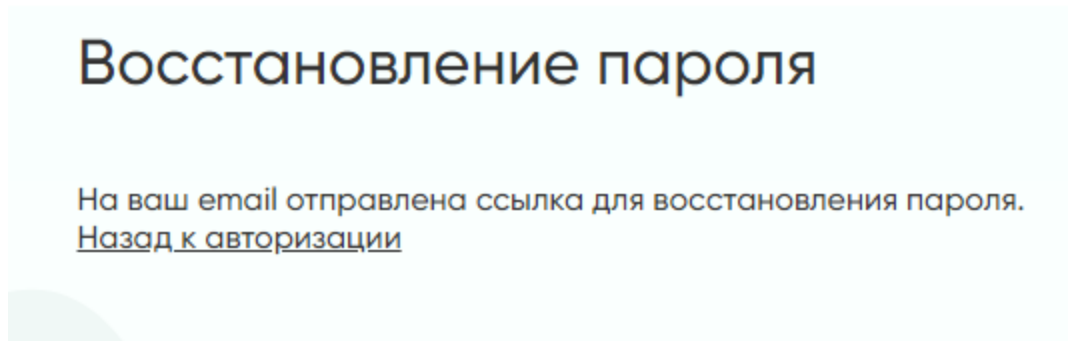 Восстановление пароля
На ваш email отправлена ссылка для восстановления пароля.
Назад к авторизации